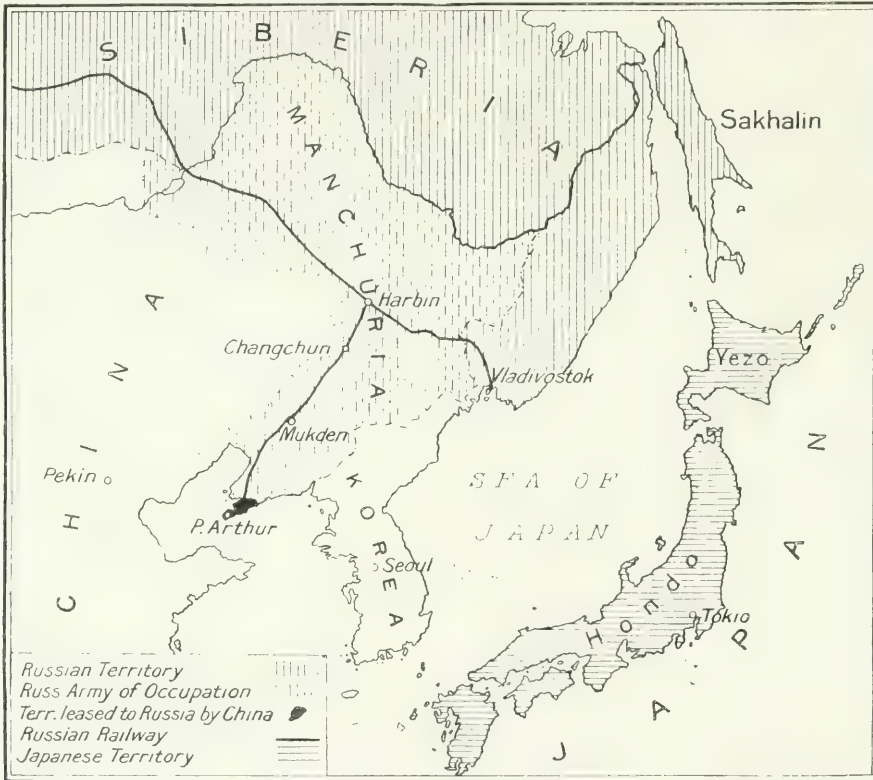 SIBERIA
MANCHURIA
Sakhalin
Harbin
Changchun
Yezo
Vladivostok
Mukden
CHINA
Pekin
SEA OF
JAPAN
P. Arthur
KOREA
Seoul
Hondo
Tokio
JAPAN
Russian Territory
Russ Army of Occupation
Terr. leased to Russia by China
Russian Railway
Japanese Territory